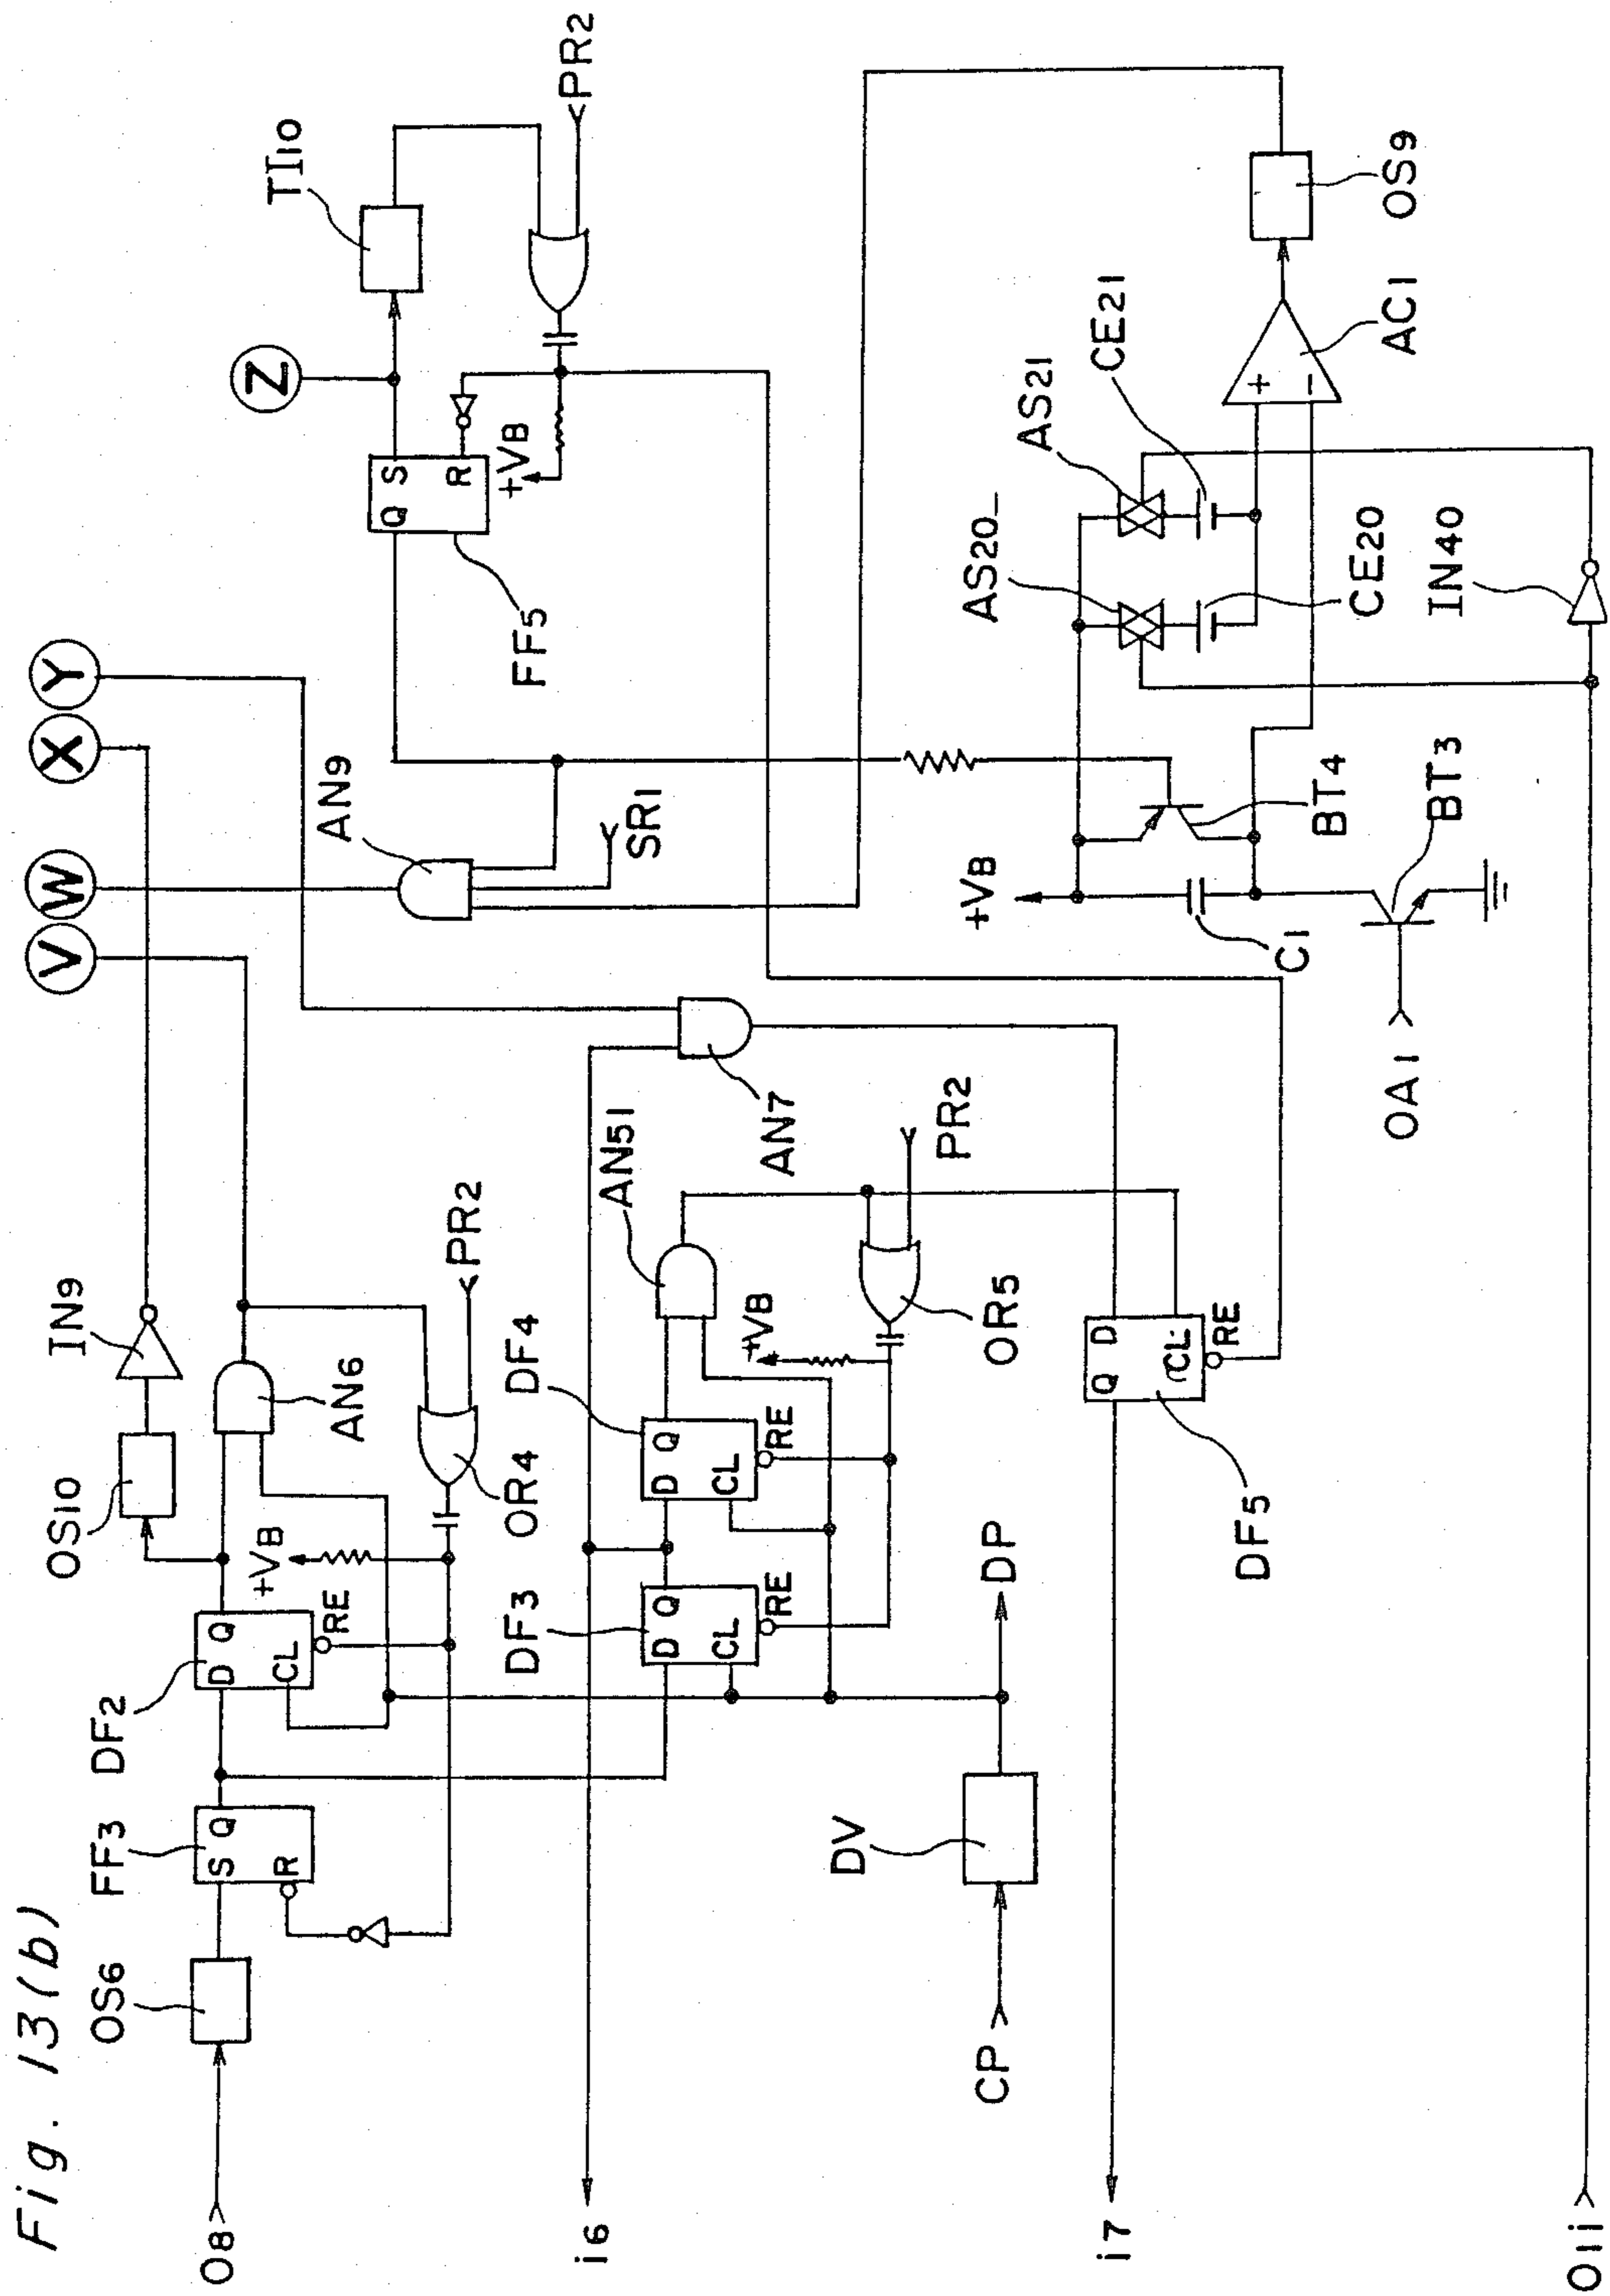 Fig. 13(b)
V
W
X
Y
Z
TI10
PR2
IN9
OS10
AN6
AN9
SR1
FF5
Q
S
R
+VB
OS6
FF3
S
Q
R
DF2
D
Q
CL
RE
+VB
PR2
OR4
O8
AN51
AN7
PR2
DF3
D
Q
CL
RE
DF4
D
Q
CL
RE
+VB
OR5
i6
DV
CP
DP
Q
D
CL
RE
DF5
i7
+VB
C1
BT4
BT3
OA1
AS20
AS21
CE21
CE20
IN40
+
−
AC1
OS9
O11